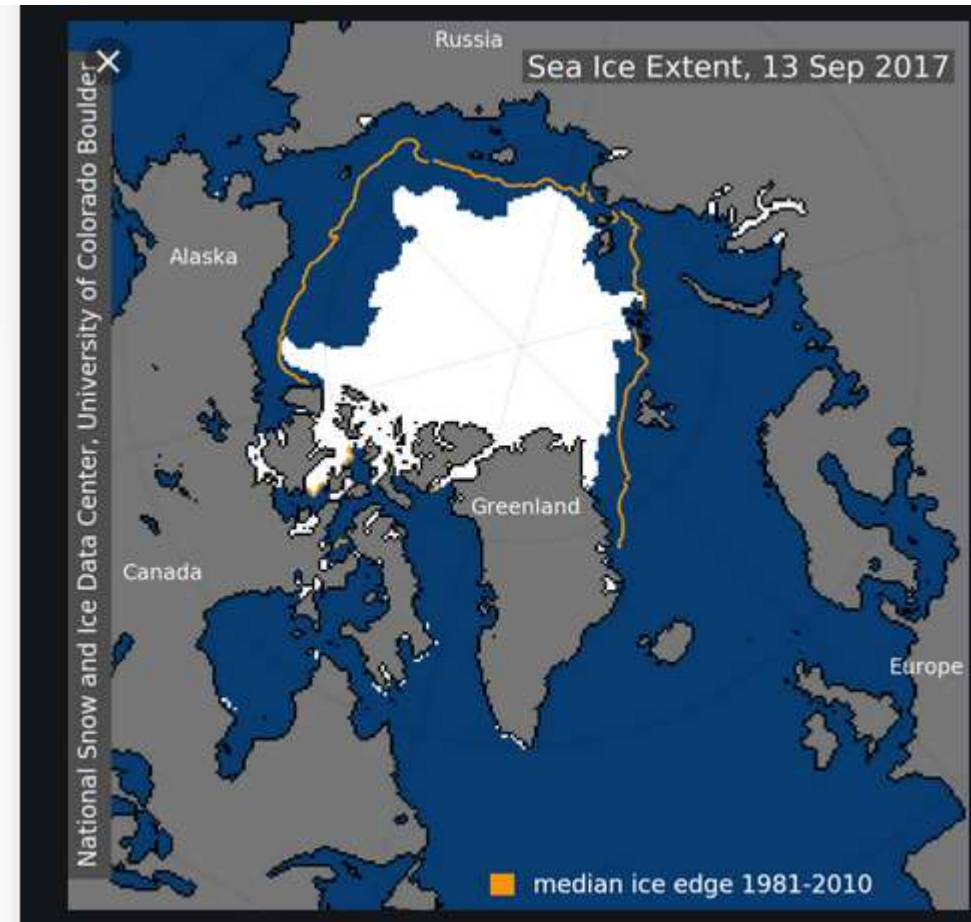 Russia
Sea Ice Extent, 13 Sep 2017
National Snow and Ice Data Center, University of Colorado Boulder
Alaska
Greenland
Canada
Europe
median ice edge 1981-2010